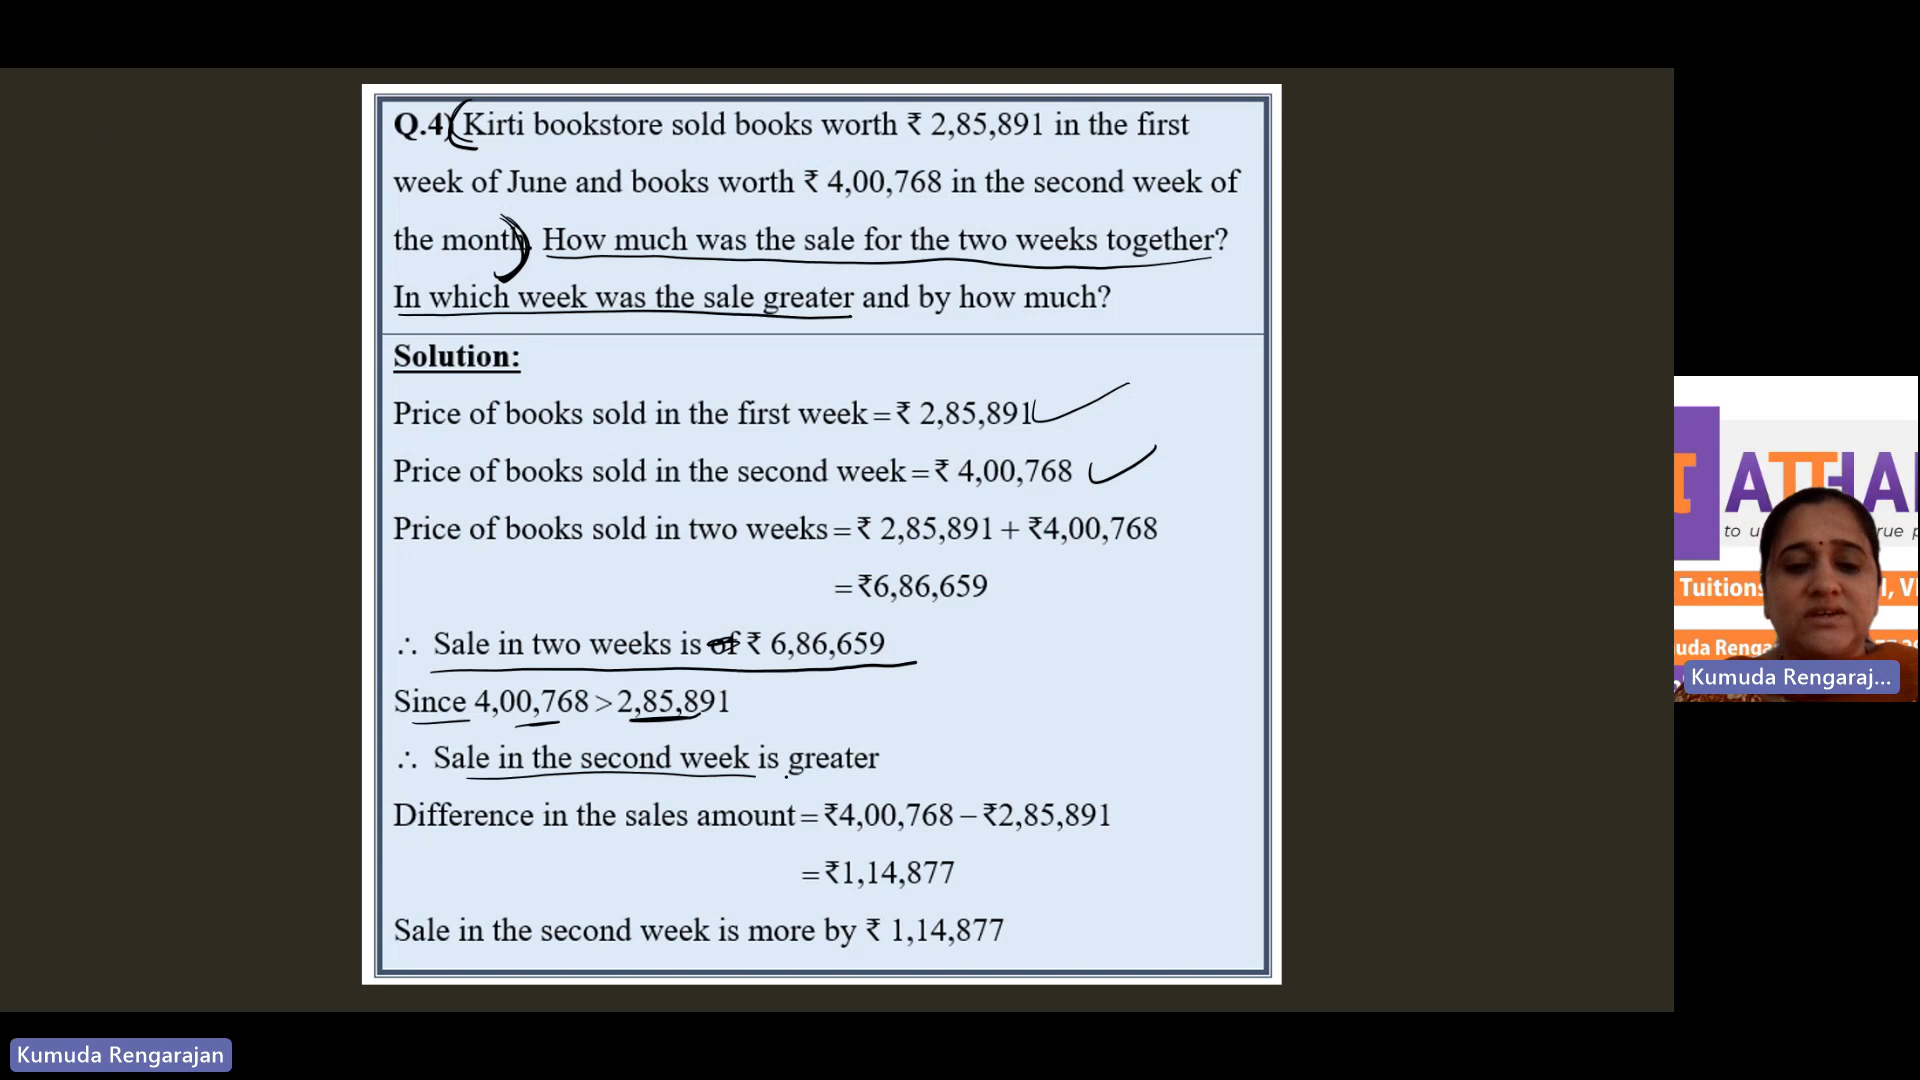 Q.4) Kirti bookstore sold books worth ₹ 2,85,891 in the first
week of June and books worth ₹ 4,00,768 in the second week of
the month. How much was the sale for the two weeks together?
In which week was the sale greater and by how much?
Solution:
Price of books sold in the first week = ₹ 2,85,891
Price of books sold in the second week = ₹ 4,00,768
Price of books sold in two weeks = ₹ 2,85,891 + ₹4,00,768
= ₹6,86,659
∴ Sale in two weeks is of ₹ 6,86,659
Since 4,00,768 > 2,85,891
∴ Sale in the second week is greater
Difference in the sales amount = ₹4,00,768 – ₹2,85,891
= ₹1,14,877
Sale in the second week is more by ₹ 1,14,877
to u
Tuitions
Kumuda Rengaraj...
Kumuda Rengarajan